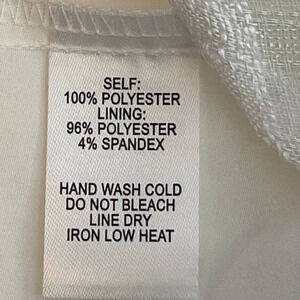 SELF:
100% POLYESTER
LINING:
96% POLYESTER
4% SPANDEX
HAND WASH COLD
DO NOT BLEACH
LINE DRY
IRON LOW HEAT